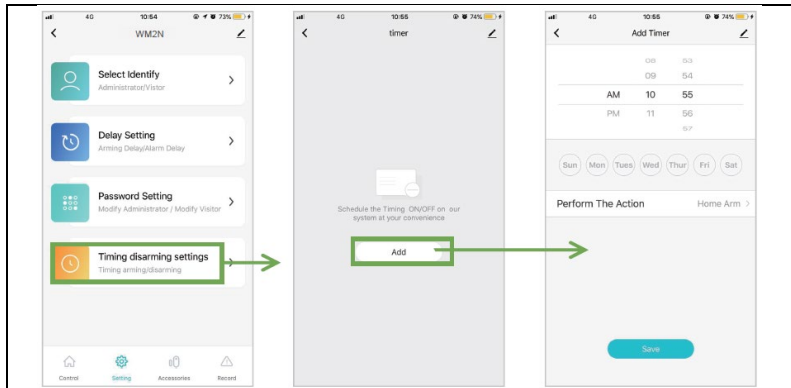 4G 10:54 73%
WM2N
Select Identify
Administrator/Vistor
Delay Setting
Arming Delay/Alarm Delay
Password Setting
Modify Administrator / Modify Visitor
Timing disarming settings
Timing arming/disarming
Control Setting Accessories Record
4G 10:55 74%
timer
Schedule the Timing ON/OFF on our
system at your convenience
Add
4G 10:55 74%
Add Timer
08 53
09 54
AM 10 55
PM 11 56
57
Sun Mon Tues Wed Thur Fri Sat
Perform The Action Home Arm
Save